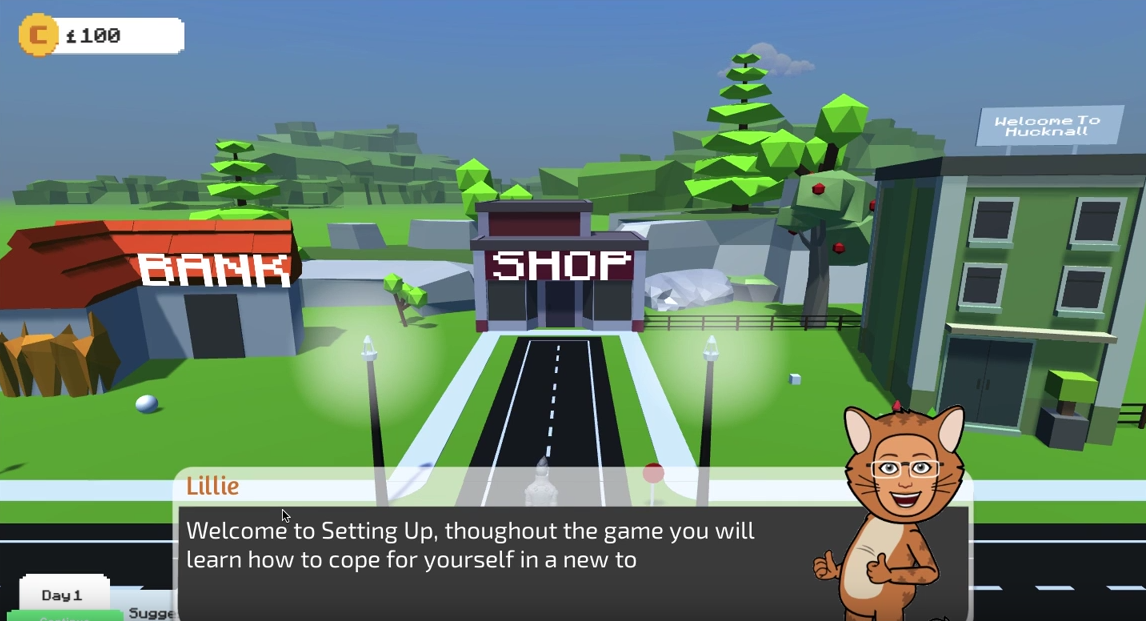 C £100
Welcome To
Hucknall
BANK
SHOP
Lillie
Welcome to Setting Up, thoughout the game you will
learn how to cope for yourself in a new to
Day 1
Sugge